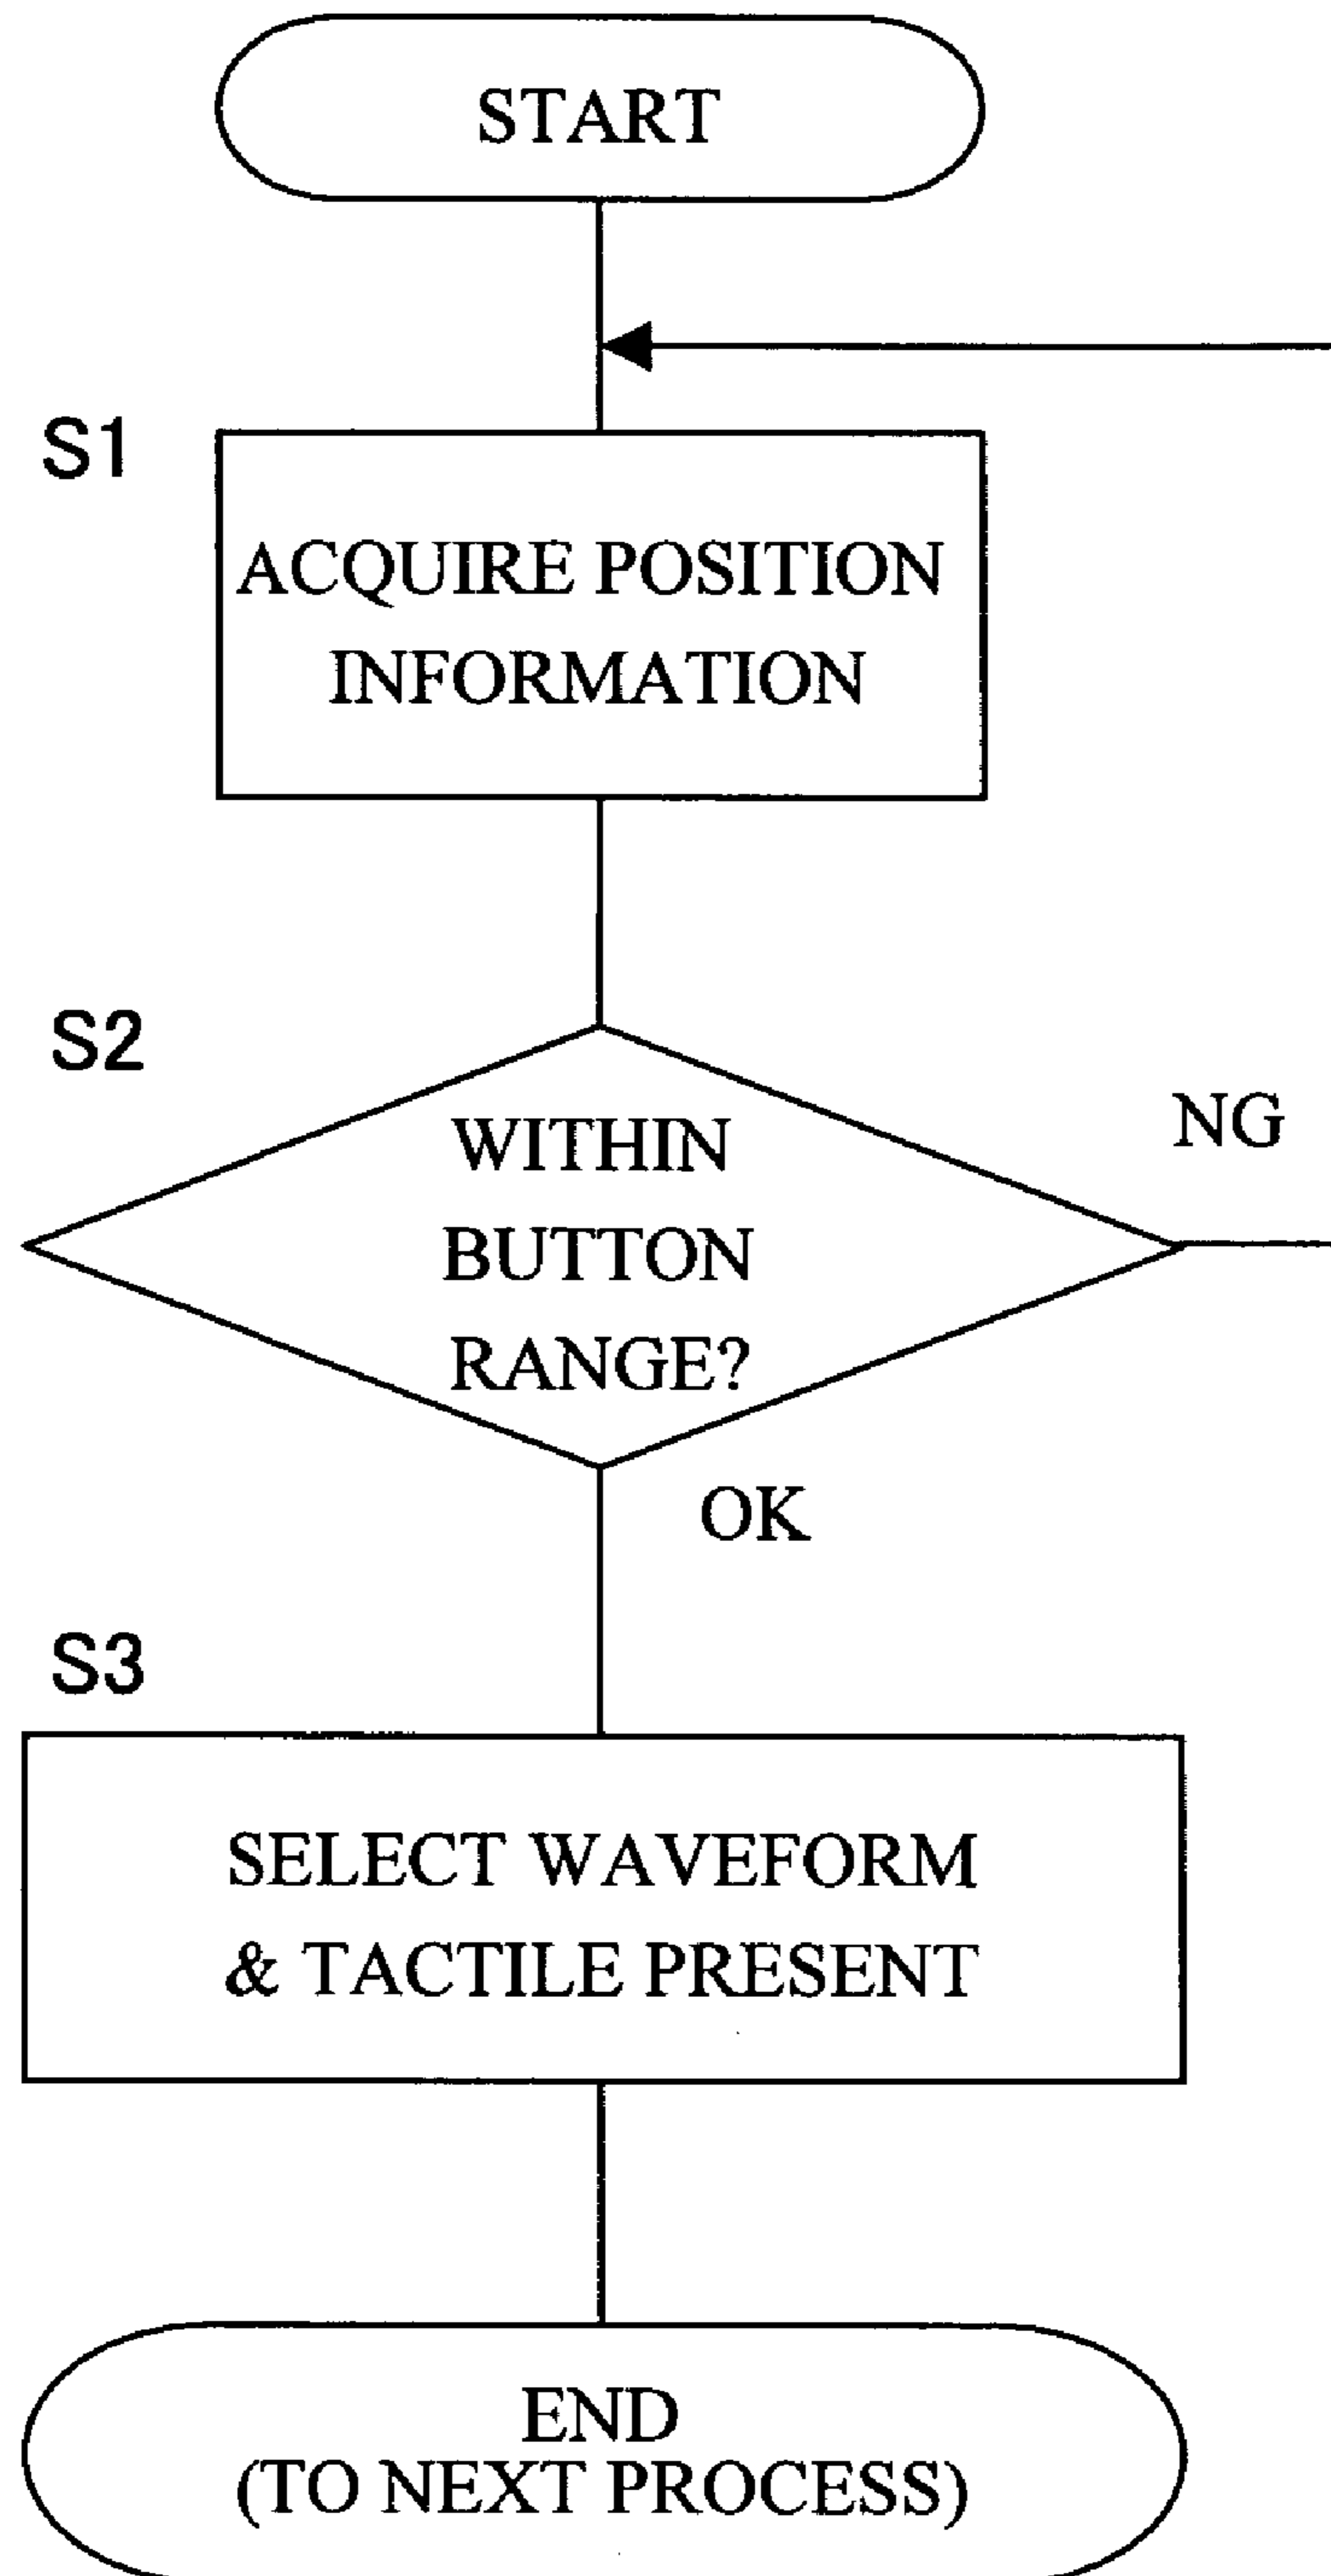 START
S1
ACQUIRE POSITION
INFORMATION
S2
WITHIN
BUTTON
RANGE?
NG
OK
S3
SELECT WAVEFORM
& TACTILE PRESENT
END
(TO NEXT PROCESS)